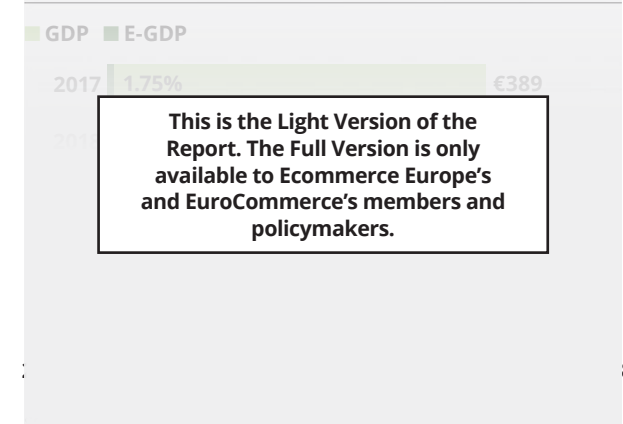 GDP E-GDP
2017 1.75% €389
2018
This is the Light Version of the
Report. The Full Version is only
available to Ecommerce Europe’s
and EuroCommerce’s members and
policymakers.